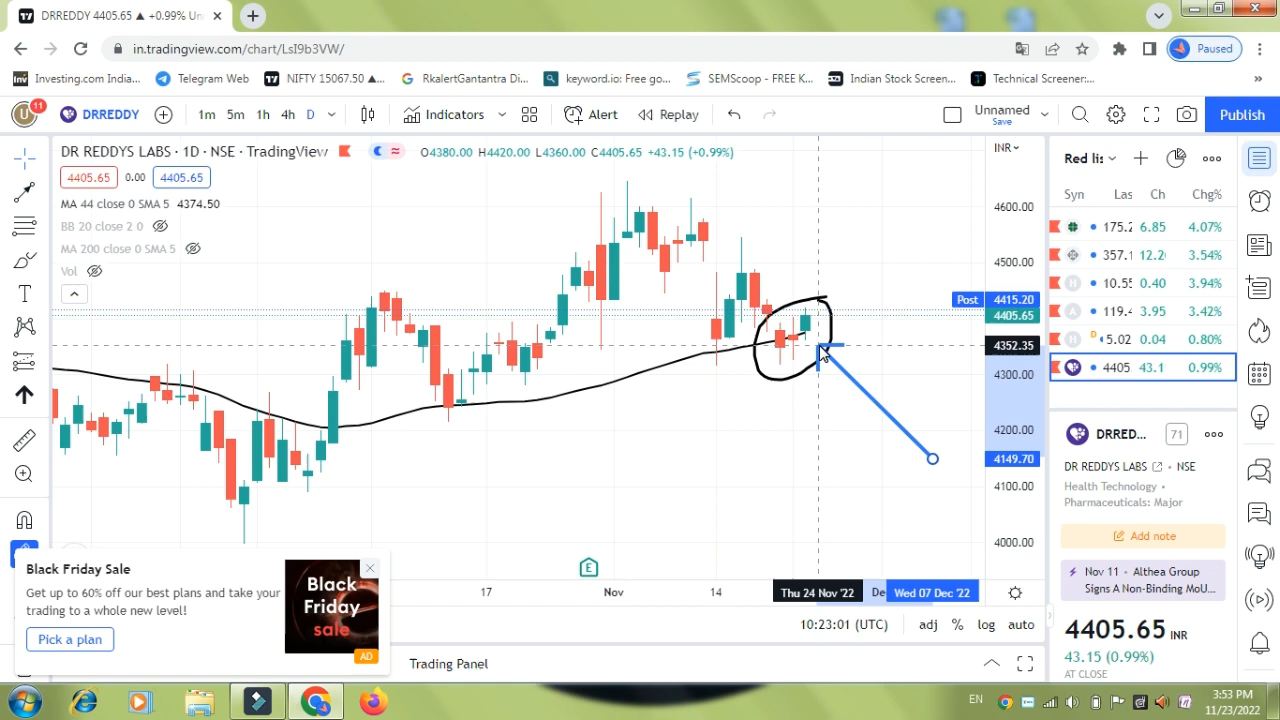 DRREDDY 4405.65 ▲ +0.99% Un
in.tradingview.com/chart/LsI9b3VW/
Paused
Investing.com India... Telegram Web NIFTY 15067.50 ▲... RkalertGantantra Di... keyword.io: Free go... SEMScoop – FREE K... Indian Stock Screen... Technical Screener:... »
U 11 DRREDDY 1m 5m 1h 4h D Indicators Alert Replay Unnamed Save Publish
DR REDDYS LABS · 1D · NSE · TradingView O4380.00 H4420.00 L4360.00 C4405.65 +43.15 (+0.99%)
4405.65 0.00 4405.65
MA 44 close 0 SMA 5 4374.50
BB 20 close 2 0
MA 200 close 0 SMA 5
Vol
INR
4600.00
4500.00
Post 4415.20
4405.65
4352.35
4300.00
4200.00
4149.70
4100.00
4000.00
E
17 Nov 14 Thu 24 Nov '22 De Wed 07 Dec '22
10:23:01 (UTC) adj % log auto
Trading Panel
Black Friday Sale
Get up to 60% off our best plans and take your
trading to a whole new level!
Pick a plan
Black
Friday
sale
AD
Red lis
Syn Las Ch Chg%
175.2 6.85 4.07%
357.1 12.2 3.54%
H 10.55 0.40 3.94%
A 119.4 3.95 3.42%
H D 5.02 0.04 0.80%
4405 43.1 0.99%
DRRED... 71
DR REDDYS LABS · NSE
Health Technology ·
Pharmaceuticals: Major
Add note
Nov 11 · Althea Group
Signs A Non-Binding MoU...
4405.65 INR
43.15 (0.99%)
AT CLOSE
EN
3:53 PM
11/23/2022